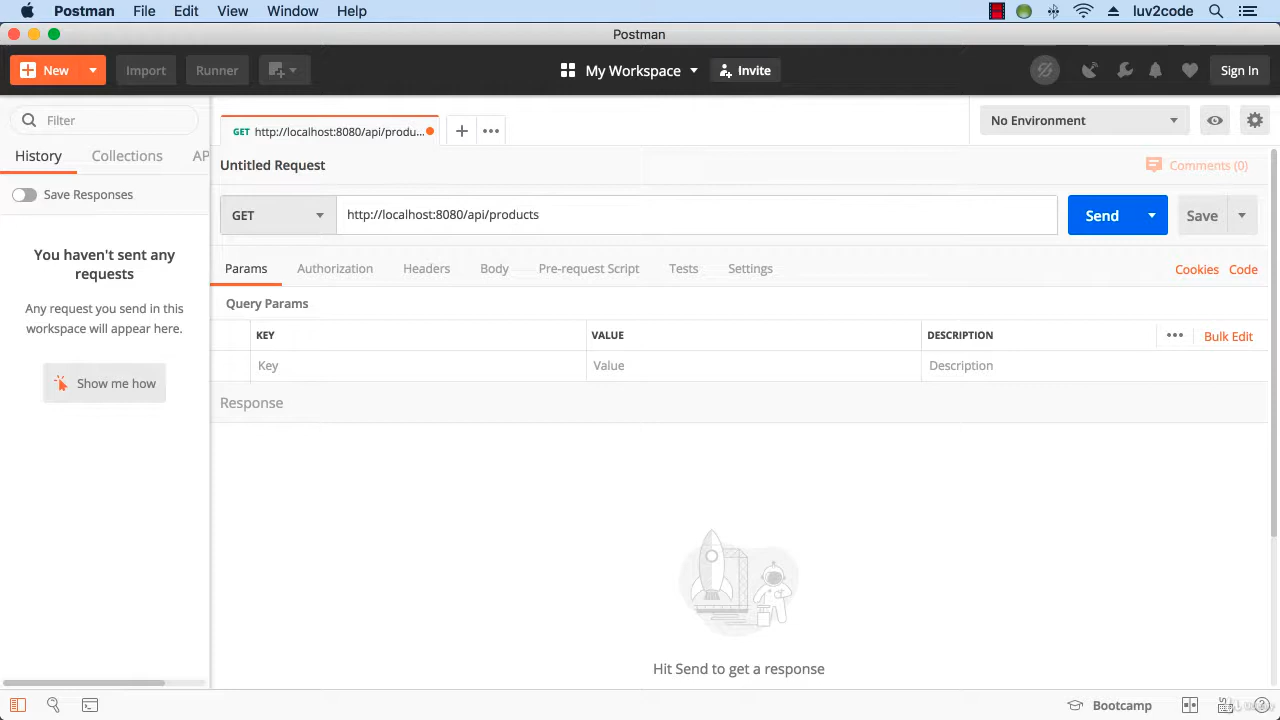 Postman File Edit View Window Help luv2code
Postman
New Import Runner My Workspace Invite Sign In
Filter
GET http://localhost:8080/api/produ... No Environment
History Collections AP
Untitled Request Comments (0)
Save Responses
GET http://localhost:8080/api/products Send Save
You haven't sent any
requests
Any request you send in this
workspace will appear here.
Show me how
Params Authorization Headers Body Pre-request Script Tests Settings Cookies Code
Query Params
KEY VALUE DESCRIPTION Bulk Edit
Key Value Description
Response
Hit Send to get a response
Bootcamp